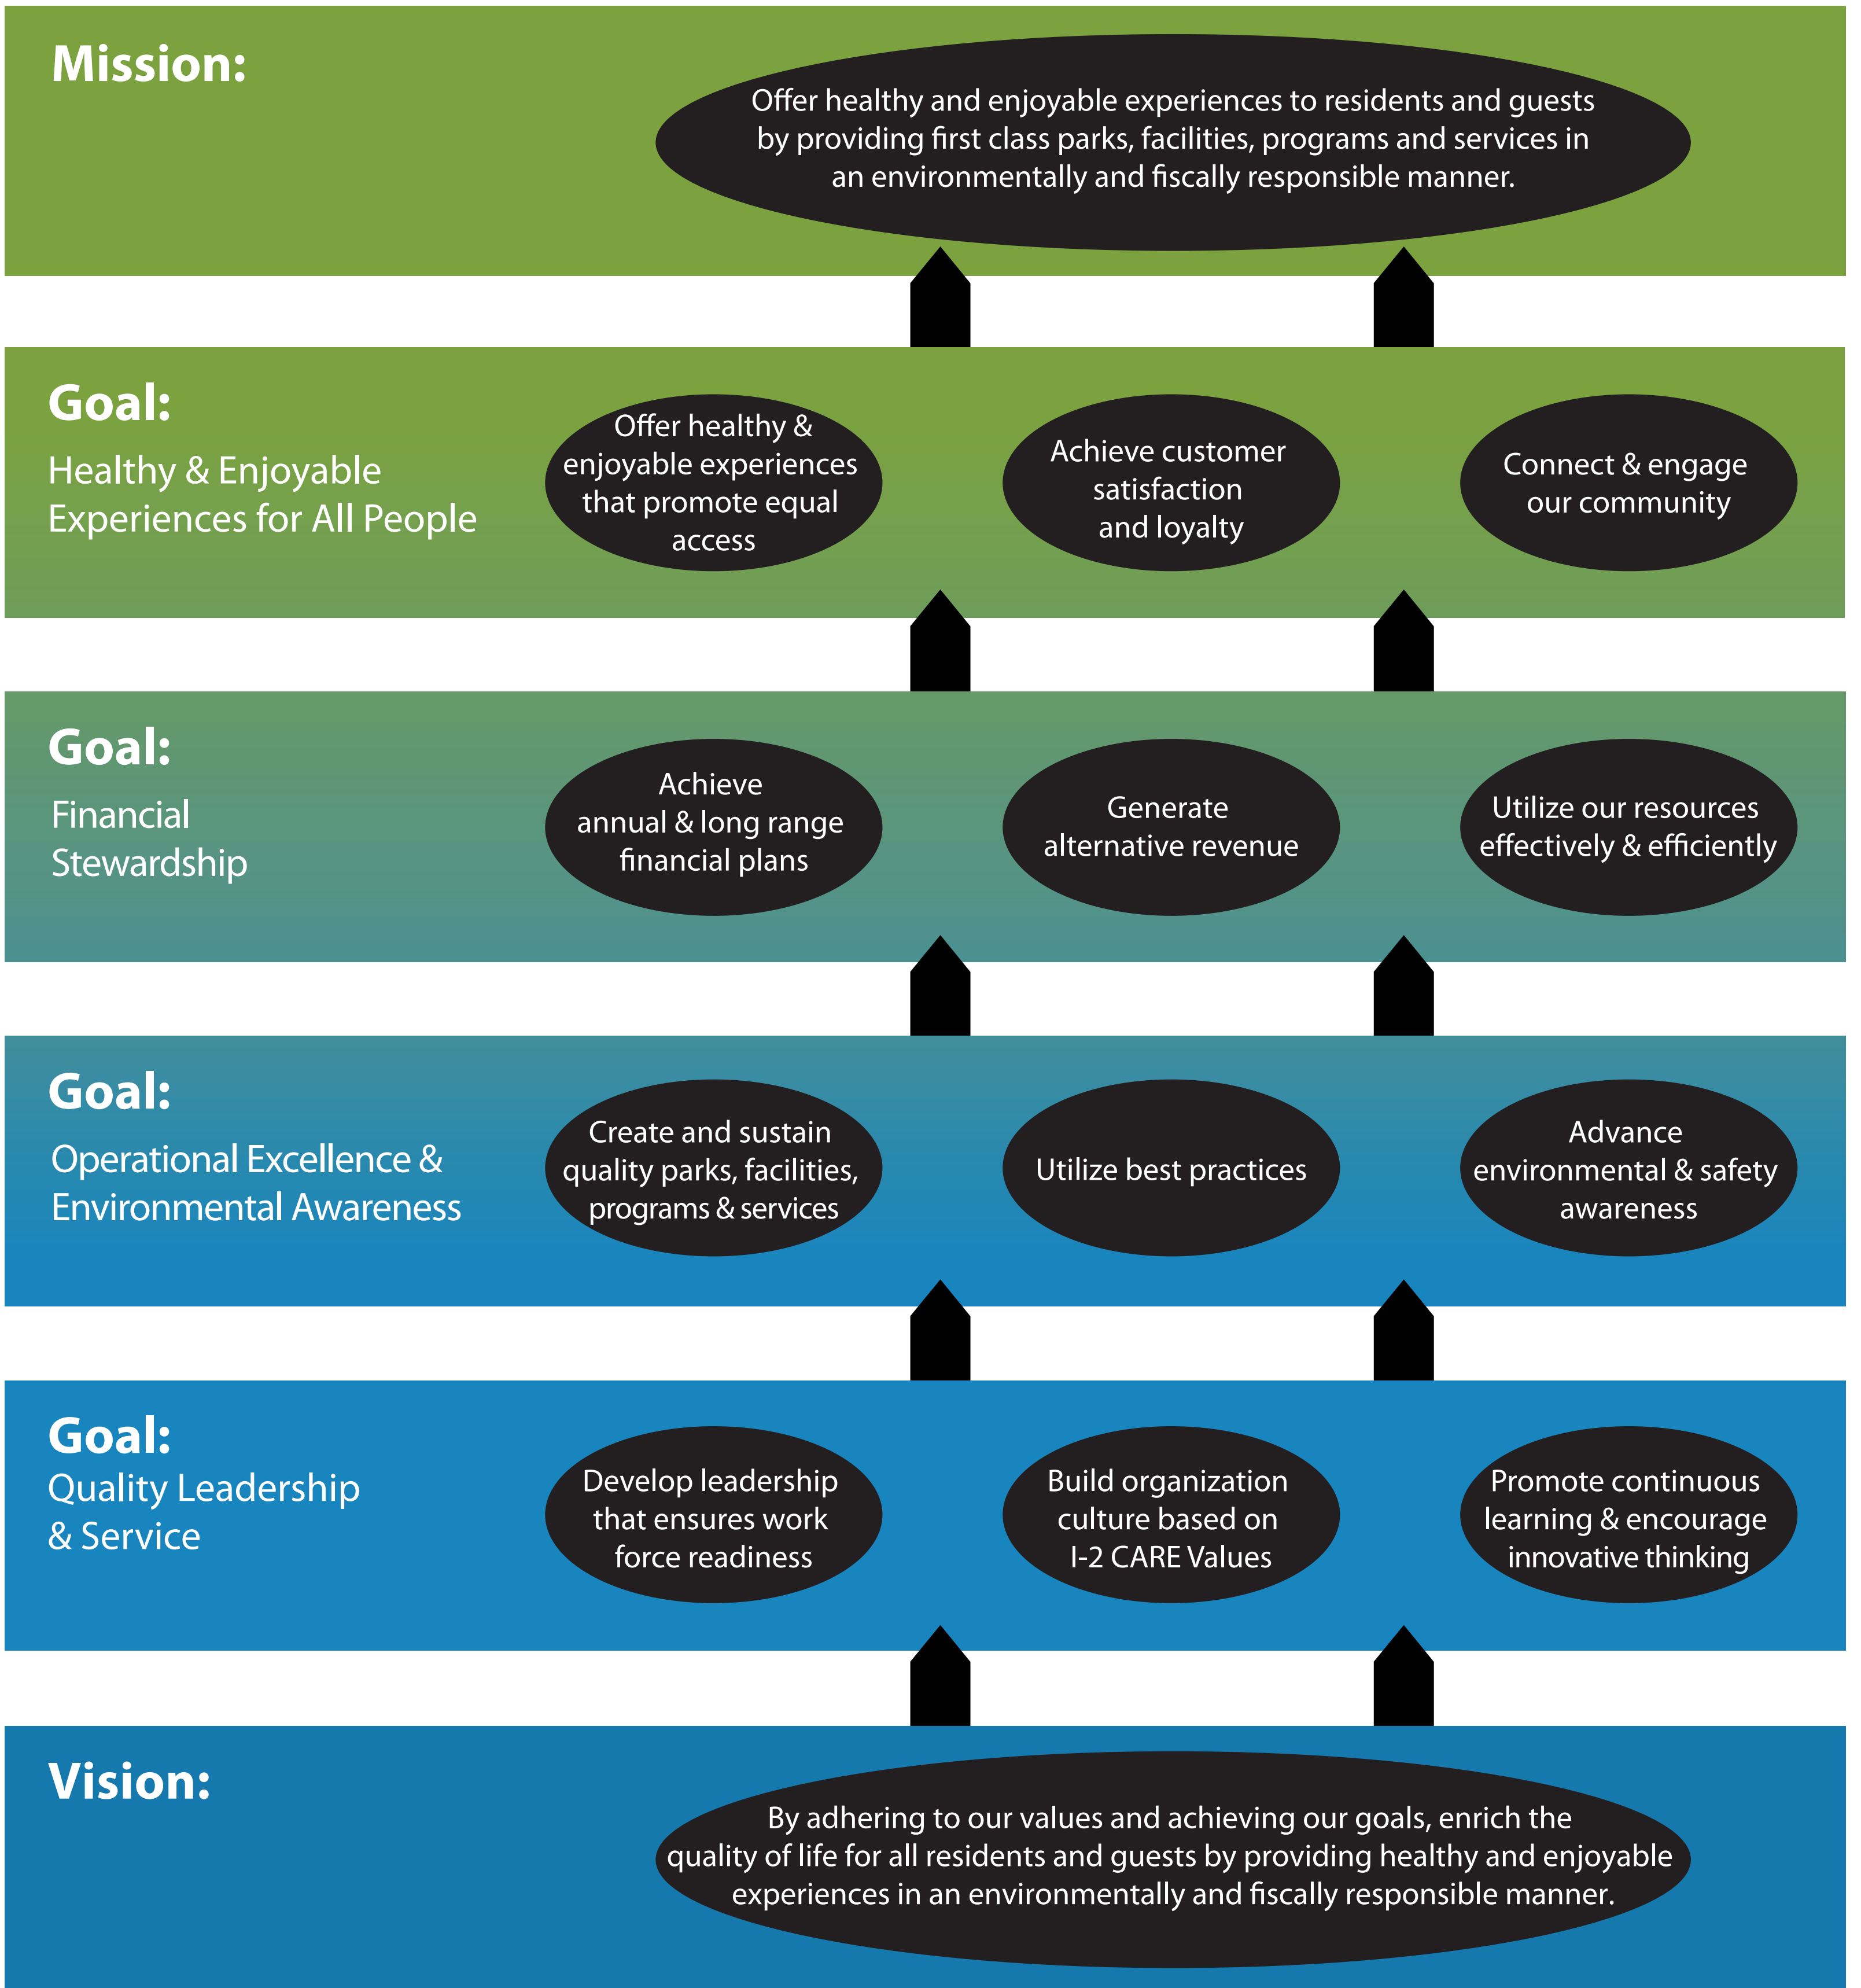 Mission:
Offer healthy and enjoyable experiences to residents and guests
by providing first class parks, facilities, programs and services in
an environmentally and fiscally responsible manner.
Goal:
Healthy & Enjoyable
Experiences for All People
Offer healthy &
enjoyable experiences
that promote equal
access
Achieve customer
satisfaction
and loyalty
Connect & engage
our community
Goal:
Financial
Stewardship
Achieve
annual & long range
financial plans
Generate
alternative revenue
Utilize our resources
effectively & efficiently
Goal:
Operational Excellence &
Environmental Awareness
Create and sustain
quality parks, facilities,
programs & services
Utilize best practices
Advance
environmental & safety
awareness
Goal:
Quality Leadership
& Service
Develop leadership
that ensures work
force readiness
Build organization
culture based on
I-2 CARE Values
Promote continuous
learning & encourage
innovative thinking
Vision:
By adhering to our values and achieving our goals, enrich the
quality of life for all residents and guests by providing healthy and enjoyable
experiences in an environmentally and fiscally responsible manner.